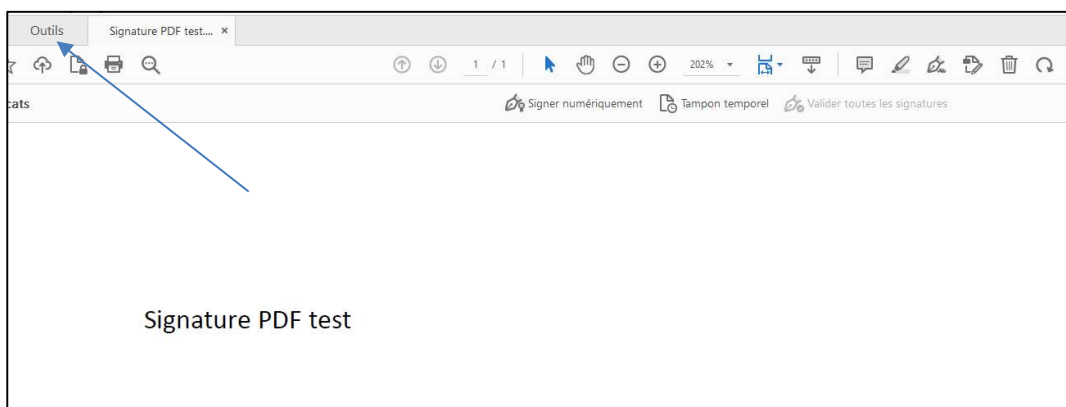 Outils Signature PDF test.... ×
1 / 1 202%
cats Signer numériquement Tampon temporel Valider toutes les signatures
Signature PDF test